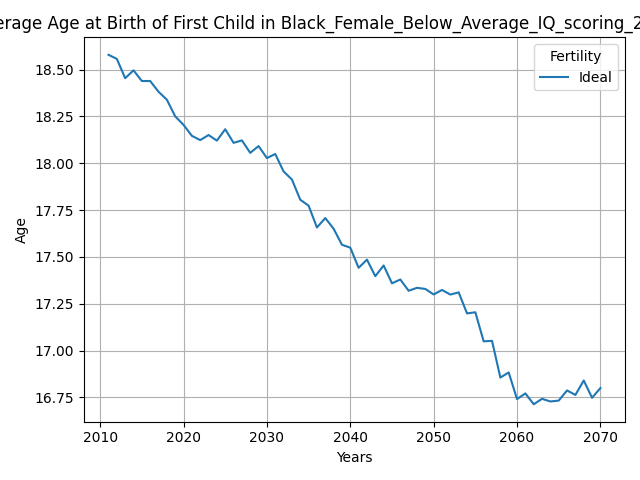 erage Age at Birth of First Child in Black_Female_Below_Average_IQ_scoring_2
Fertility
Ideal
Age
18.50
18.25
18.00
17.75
17.50
17.25
17.00
16.75
2010 2020 2030 2040 2050 2060 2070
Years